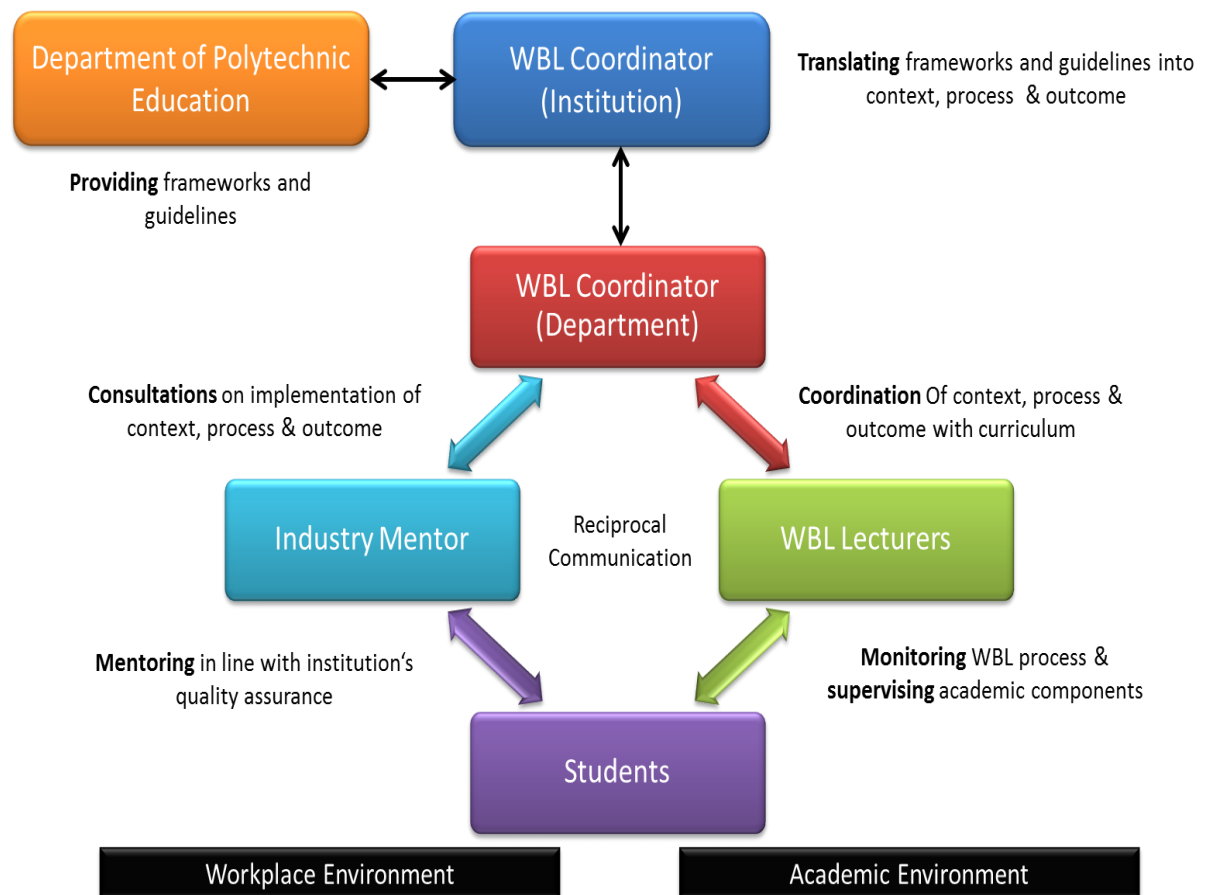 Department of Polytechnic
Education
WBL Coordinator
(Institution)
Translating frameworks and guidelines into
context, process & outcome
Providing frameworks and
guidelines
WBL Coordinator
(Department)
Consultations on implementation of
context, process & outcome
Coordination Of context, process &
outcome with curriculum
Industry Mentor
Reciprocal
Communication
WBL Lecturers
Mentoring in line with institution‘s
quality assurance
Monitoring WBL process &
supervising academic components
Students
Workplace Environment
Academic Environment